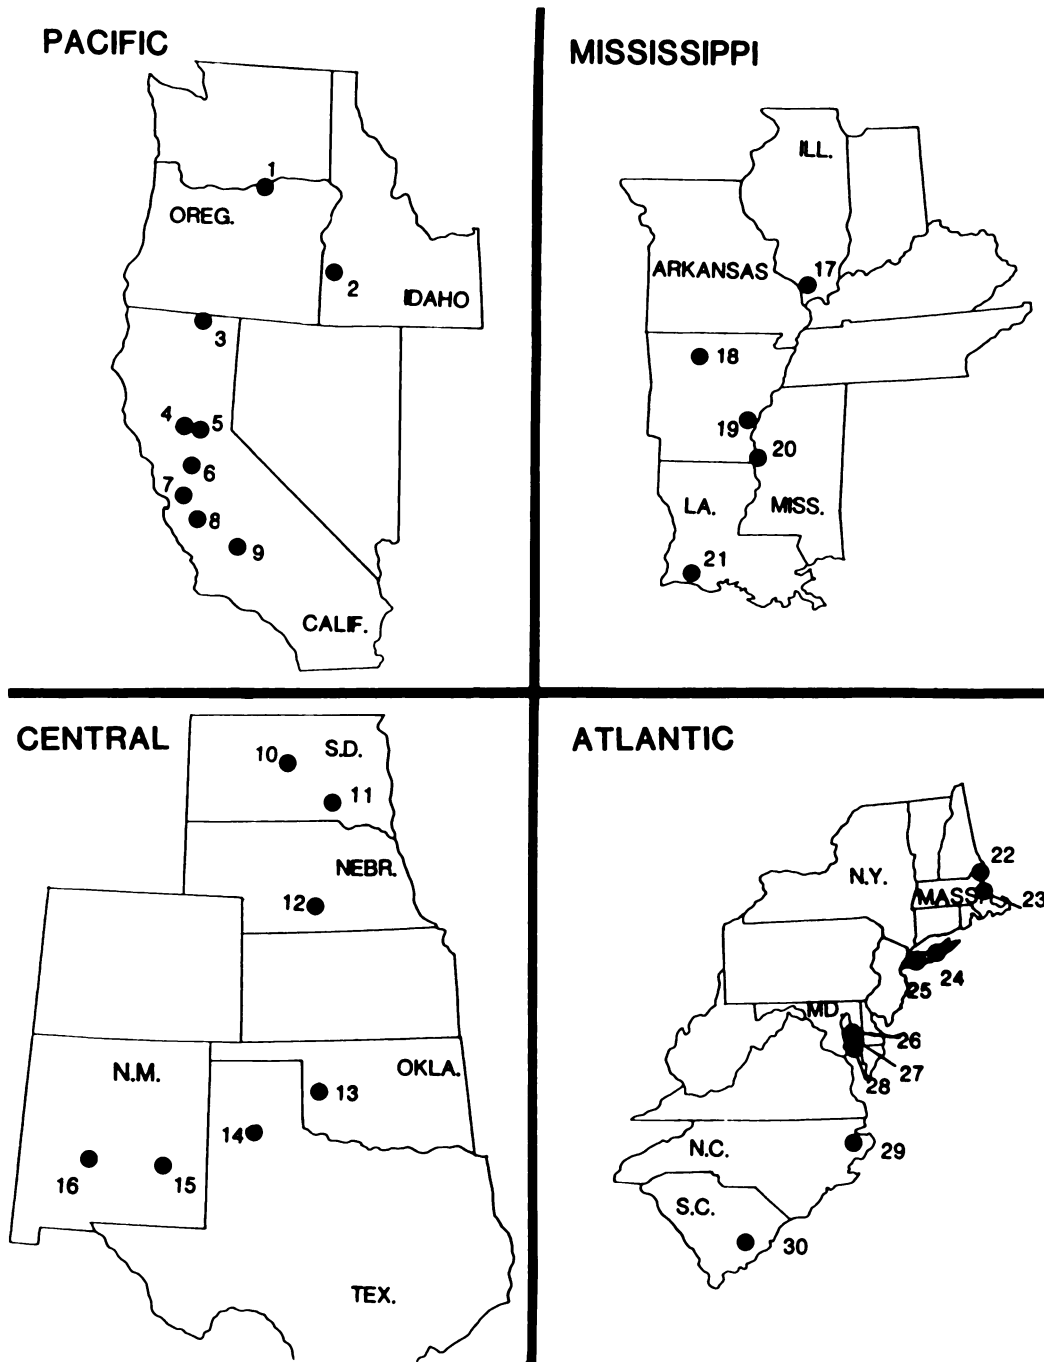 PACIFIC
1
OREG.
2
IDAHO
3
4
5
6
7
8
9
CALIF.
MISSISSIPPI
ILL.
ARKANSAS
17
18
19
20
LA.
MISS.
21
CENTRAL
10
S.D.
11
NEBR.
12
N.M.
OKLA.
13
14
16
15
TEX.
ATLANTIC
22
N.Y.
MASS.
23
24
25
MD.
26
27
28
N.C.
29
S.C.
30